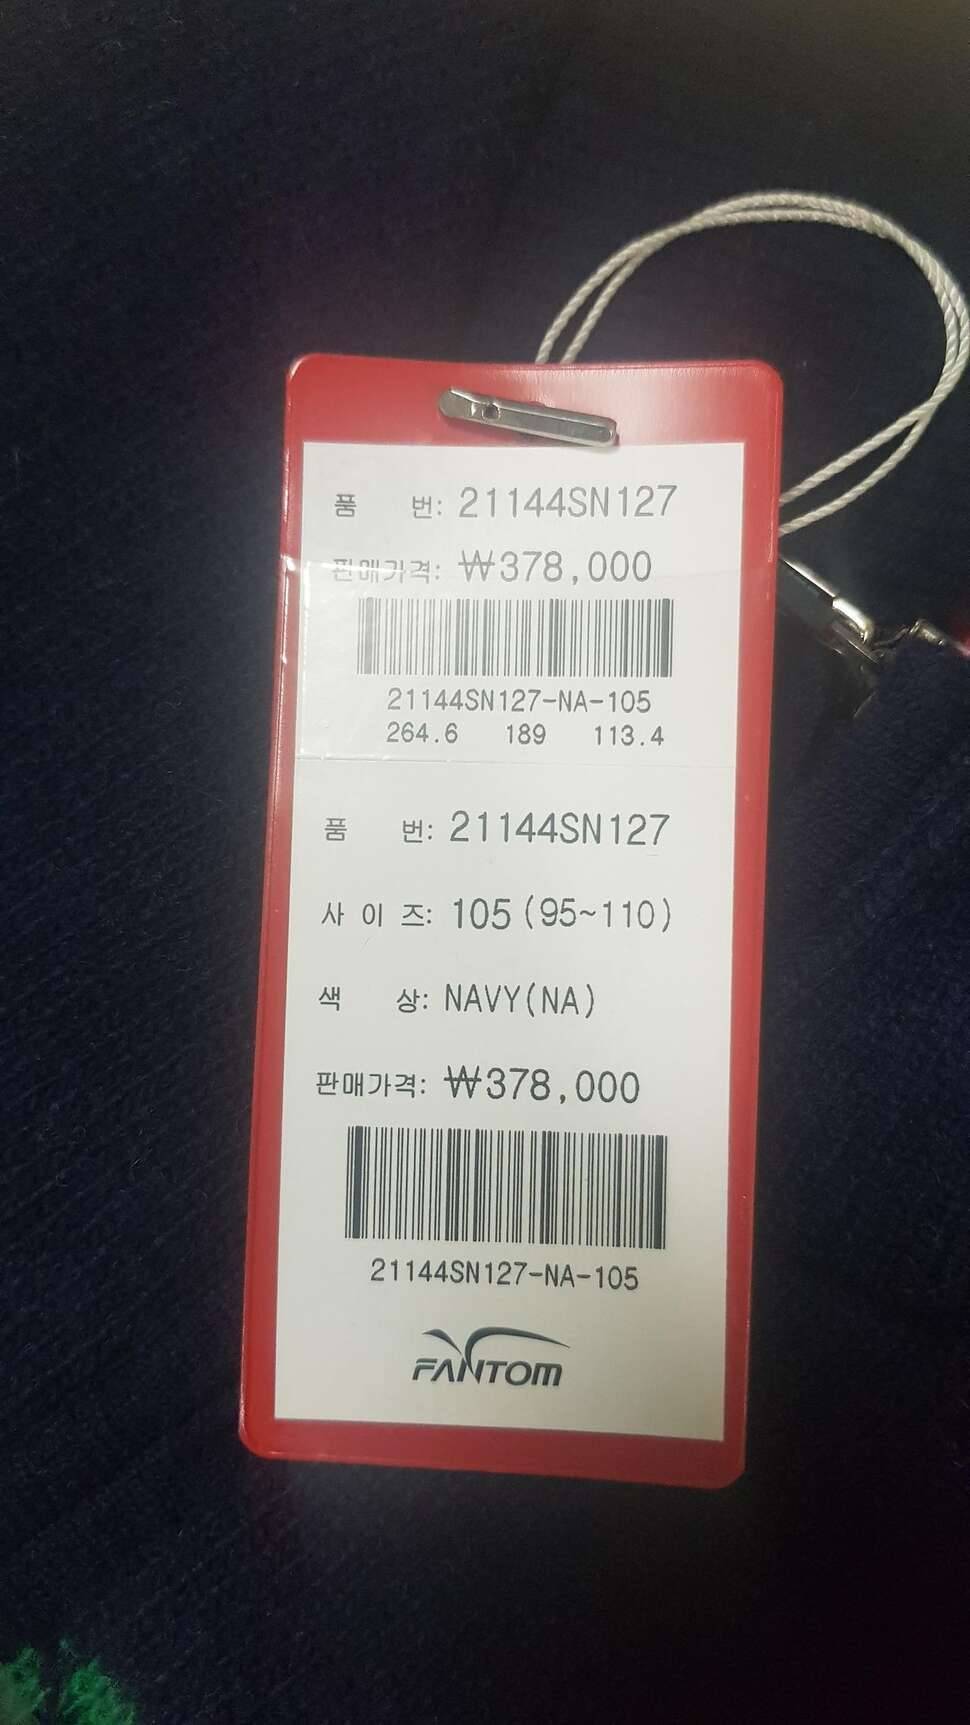 품 번: 21144SN127
판매가격: ₩378,000
21144SN127-NA-105
264.6 189 113.4
품 번: 21144SN127
사 이 즈: 105(95~110)
색 상: NAVY(NA)
판매가격: ₩378,000
21144SN127-NA-105
FANTOM